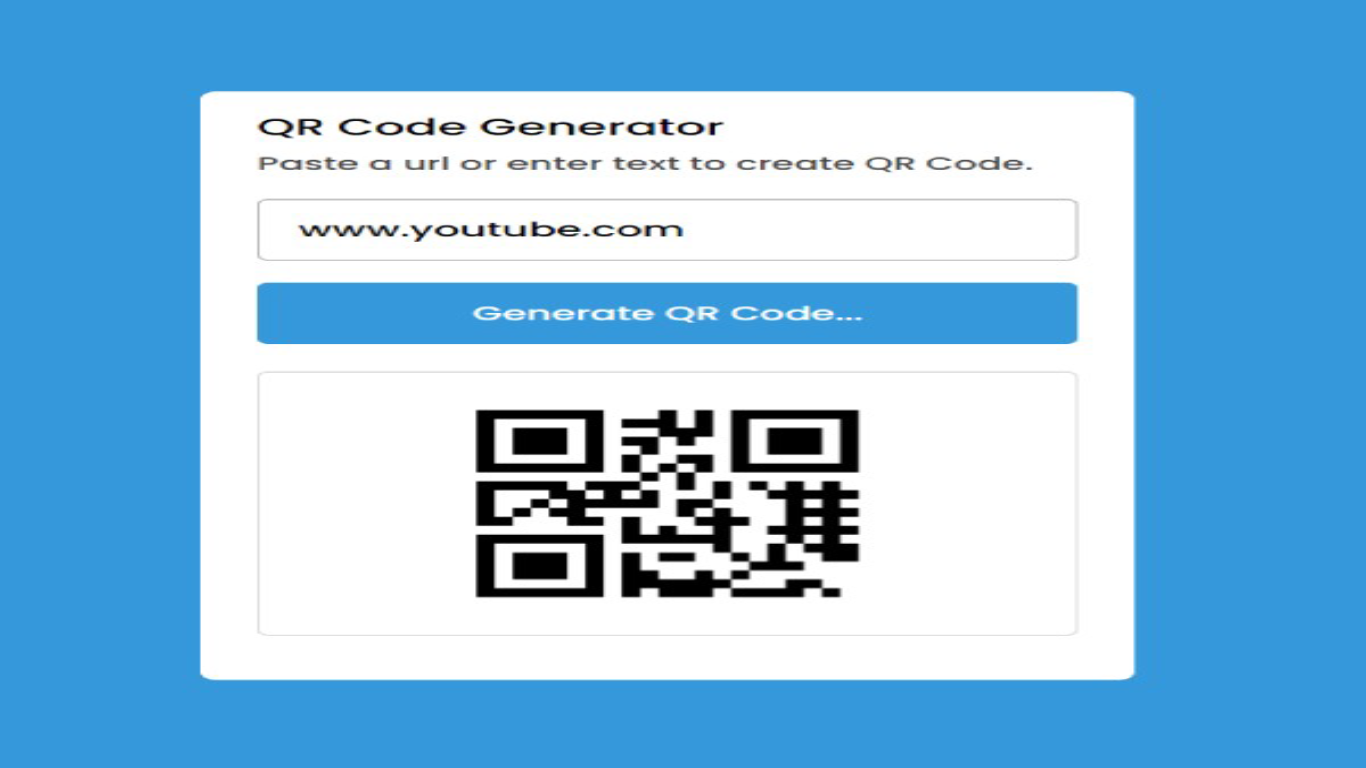 QR Code Generator
Paste a url or enter text to create QR Code.
www.youtube.com
Generate QR Code...